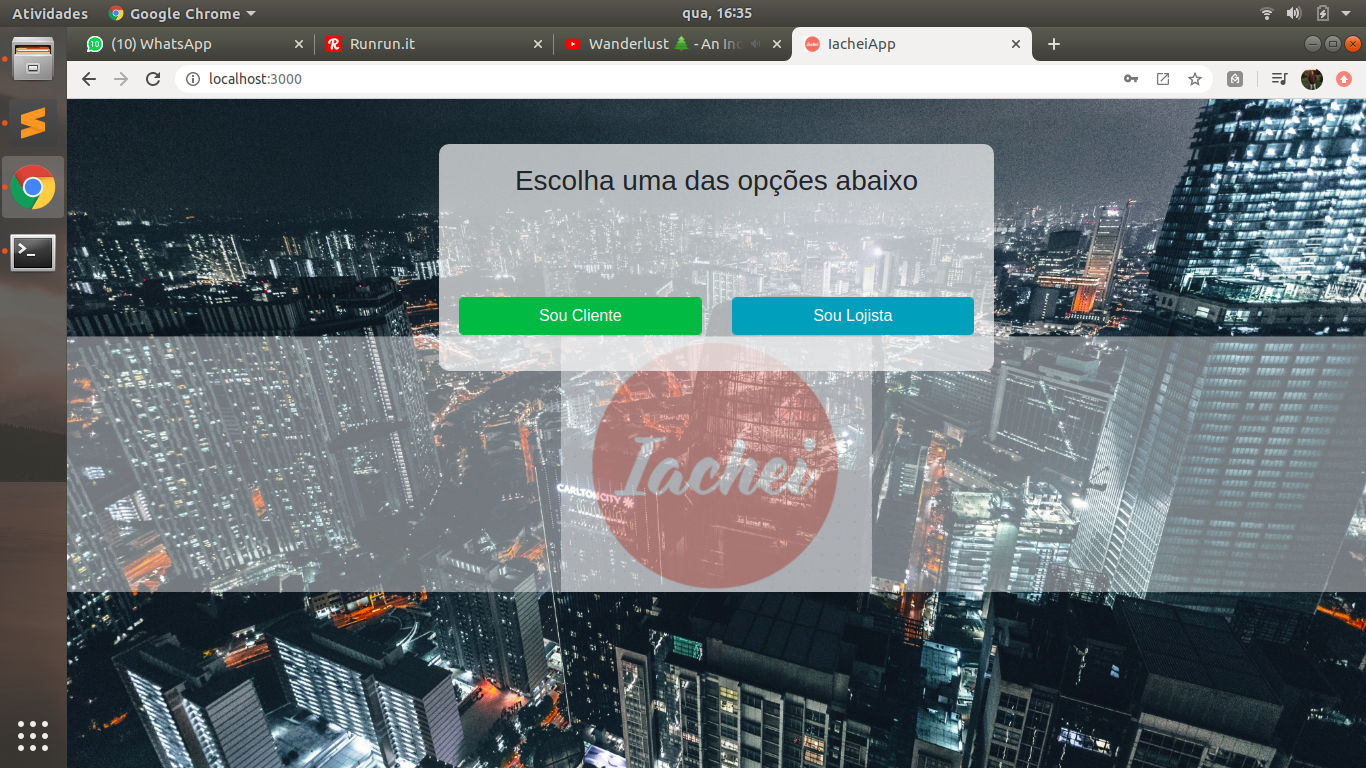 Atividades
Google Chrome
qua, 16:35
10
(10) WhatsApp
Runrun.it
Wanderlust 🌲 - An Inc
IacheiApp
localhost:3000
Escolha uma das opções abaixo
Sou Cliente
Sou Lojista
Iachei
CARLTON CITY